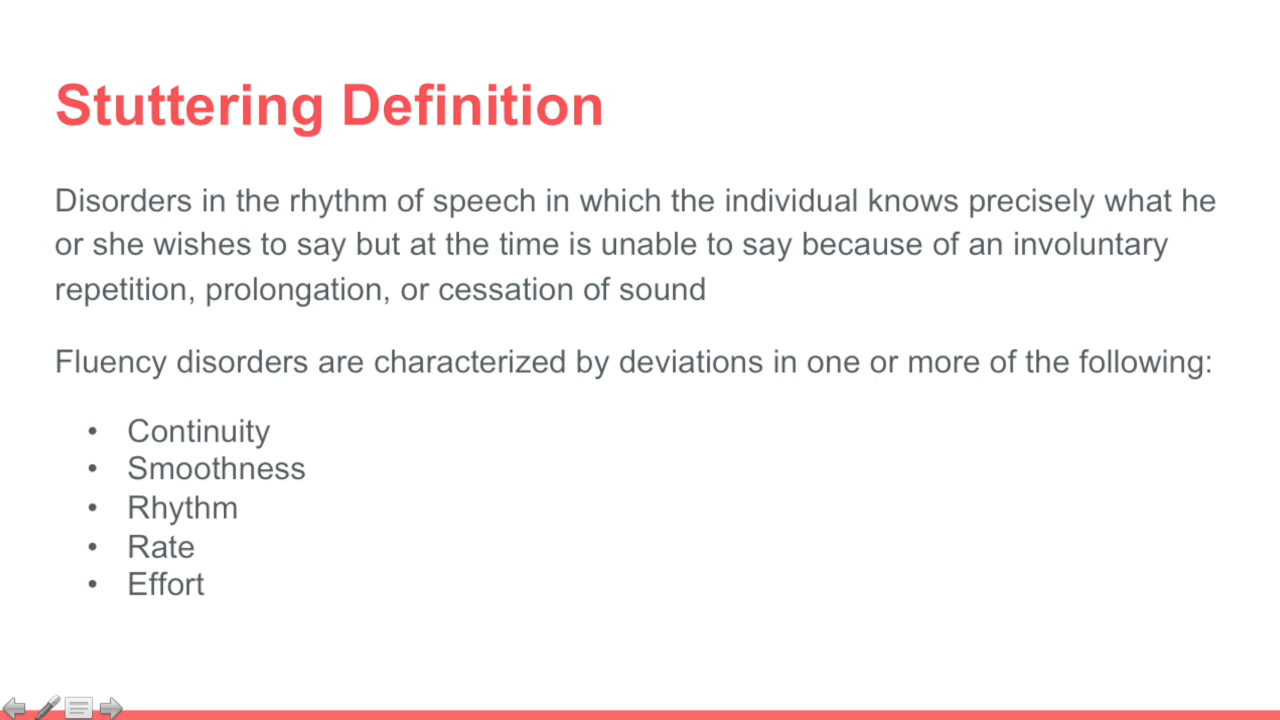 Stuttering Definition
Disorders in the rhythm of speech in which the individual knows precisely what he
or she wishes to say but at the time is unable to say because of an involuntary
repetition, prolongation, or cessation of sound
Fluency disorders are characterized by deviations in one or more of the following:
• Continuity
• Smoothness
• Rhythm
• Rate
• Effort